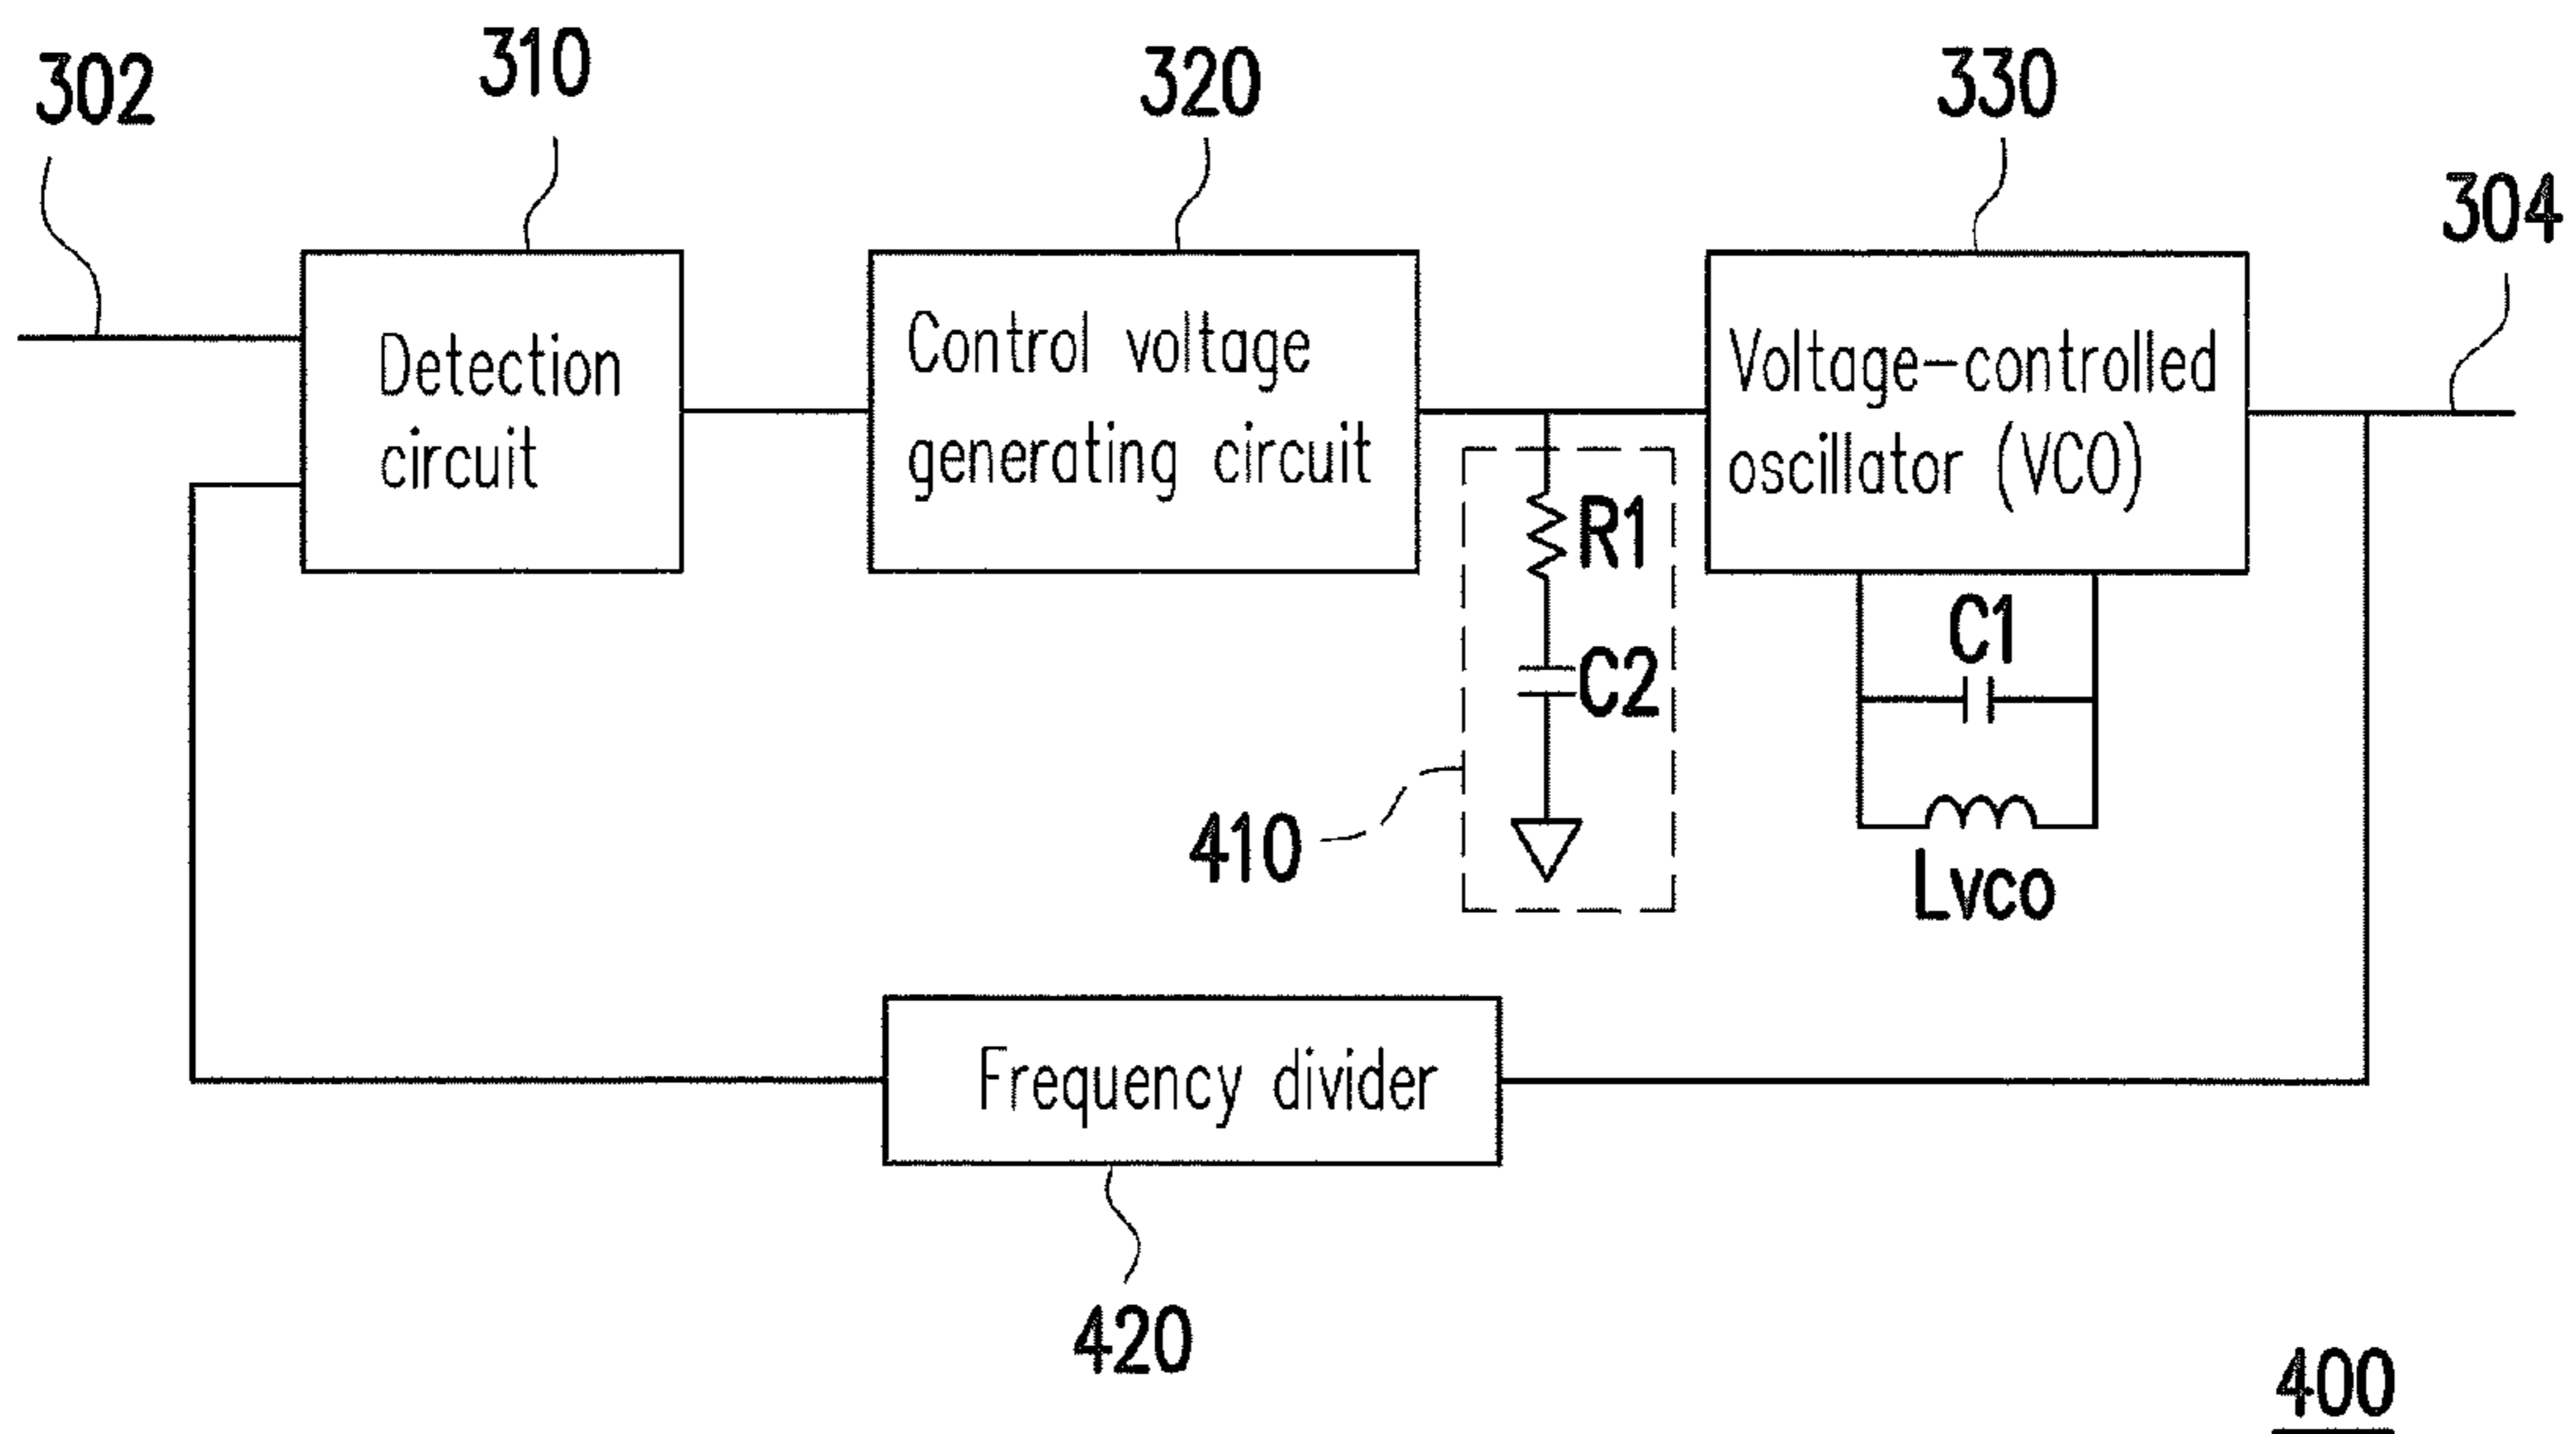 302
310
320
330
304
Detection
circuit
Control voltage
generating circuit
Voltage-controlled
oscillator (VCO)
R1
C2
C1
Lvco
410
Frequency divider
420
400